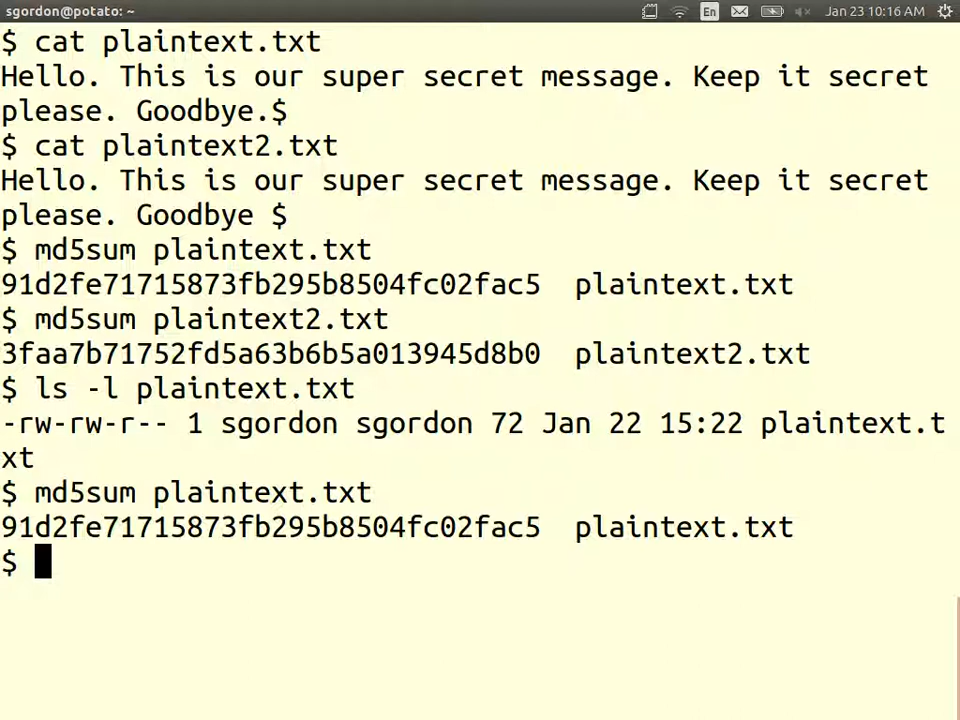 sgordon@potato: ~ En Jan 23 10:16 AM
$ cat plaintext.txt
Hello. This is our super secret message. Keep it secret
please. Goodbye.$
$ cat plaintext2.txt
Hello. This is our super secret message. Keep it secret
please. Goodbye $
$ md5sum plaintext.txt
91d2fe71715873fb295b8504fc02fac5  plaintext.txt
$ md5sum plaintext2.txt
3faa7b71752fd5a63b6b5a013945d8b0  plaintext2.txt
$ ls -l plaintext.txt
-rw-rw-r-- 1 sgordon sgordon 72 Jan 22 15:22 plaintext.t
xt
$ md5sum plaintext.txt
91d2fe71715873fb295b8504fc02fac5  plaintext.txt
$